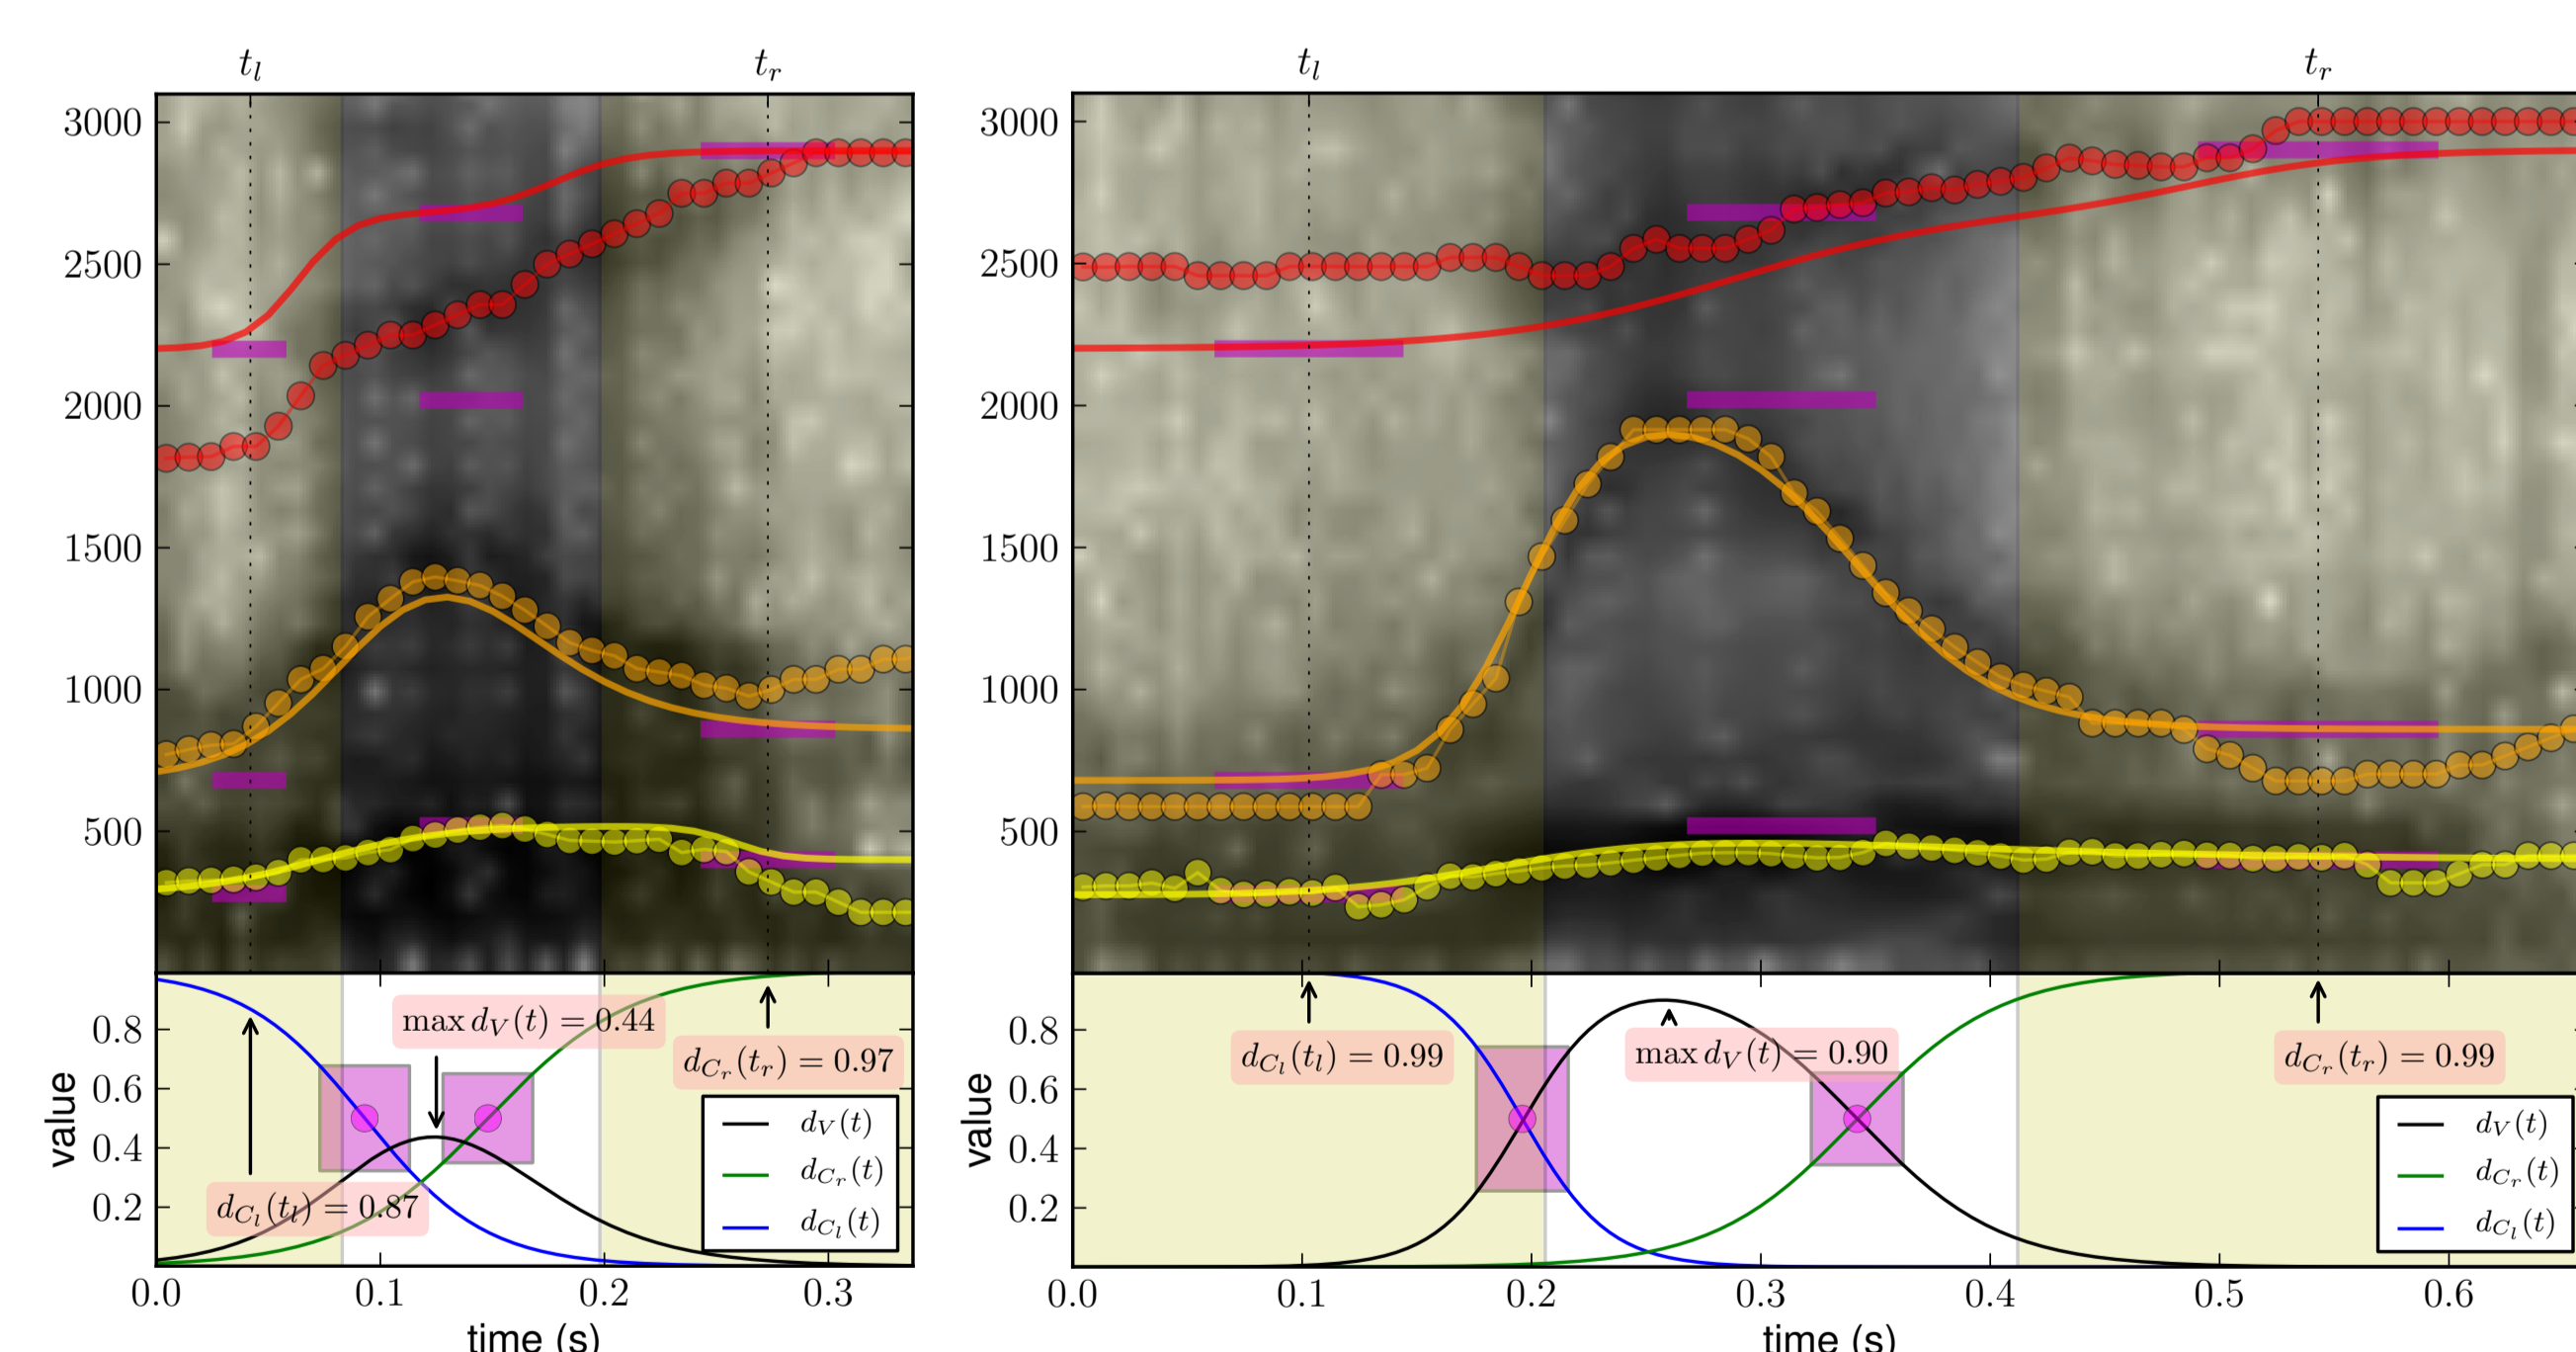 t_l t_r t_l t_r
3000 3000
2500 2500
2000 2000
1500 1500
1000 1000
500 500
max d_V(t) = 0.44
0.8 d_{C_r}(t_r) = 0.97 0.8 d_{C_l}(t_l) = 0.99 max d_V(t) = 0.90 d_{C_r}(t_r) = 0.99
0.6 0.6
value value
0.4 d_V(t) 0.4 d_V(t)
d_{C_r}(t) d_{C_r}(t)
0.2 d_{C_l}(t_l) = 0.87 d_{C_l}(t) 0.2 d_{C_l}(t)
0.0 0.1 0.2 0.3 0.0 0.1 0.2 0.3 0.4 0.5 0.6
time (s) time (s)